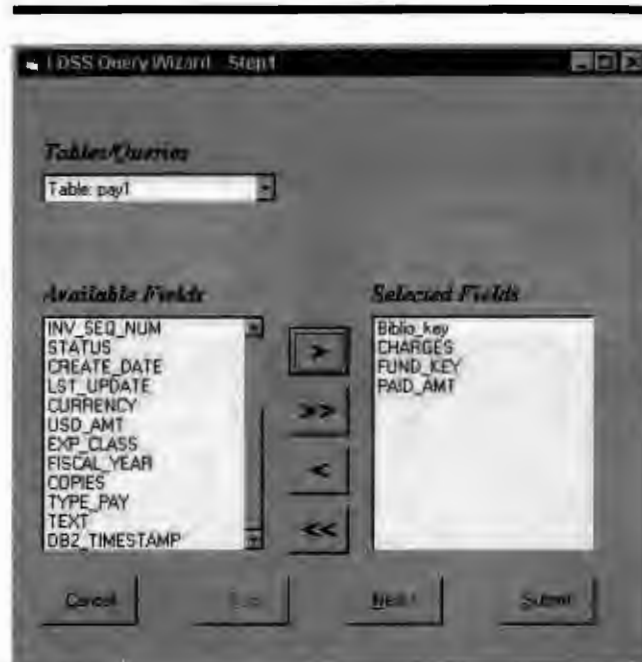 LDSS Query Wizard - Step1
Tables/Queries
Table: pay1
Available Fields
Selected Fields
INV_SEQ_NUM
STATUS
CREATE_DATE
LST_UPDATE
CURRENCY
USD_AMT
EXP_CLASS
FISCAL_YEAR
COPIES
TYPE_PAY
TEXT
DB2_TIMESTAMP
>
>>
<
<<
Biblio_key
CHARGES
FUND_KEY
PAID_AMT
Cancel
Next
Submit